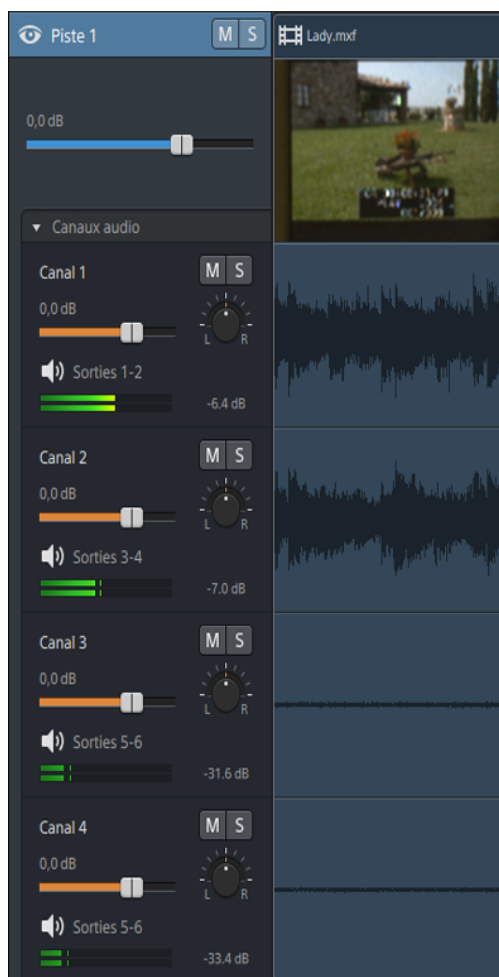 Piste 1 M S Lady.mxf
0,0 dB
Canaux audio
Canal 1 M S
0,0 dB
L R
Sorties 1-2
-6.4 dB
Canal 2 M S
0,0 dB
L R
Sorties 3-4
-7.0 dB
Canal 3 M S
0,0 dB
L R
Sorties 5-6
-31.6 dB
Canal 4 M S
0,0 dB
L R
Sorties 5-6
-33.4 dB